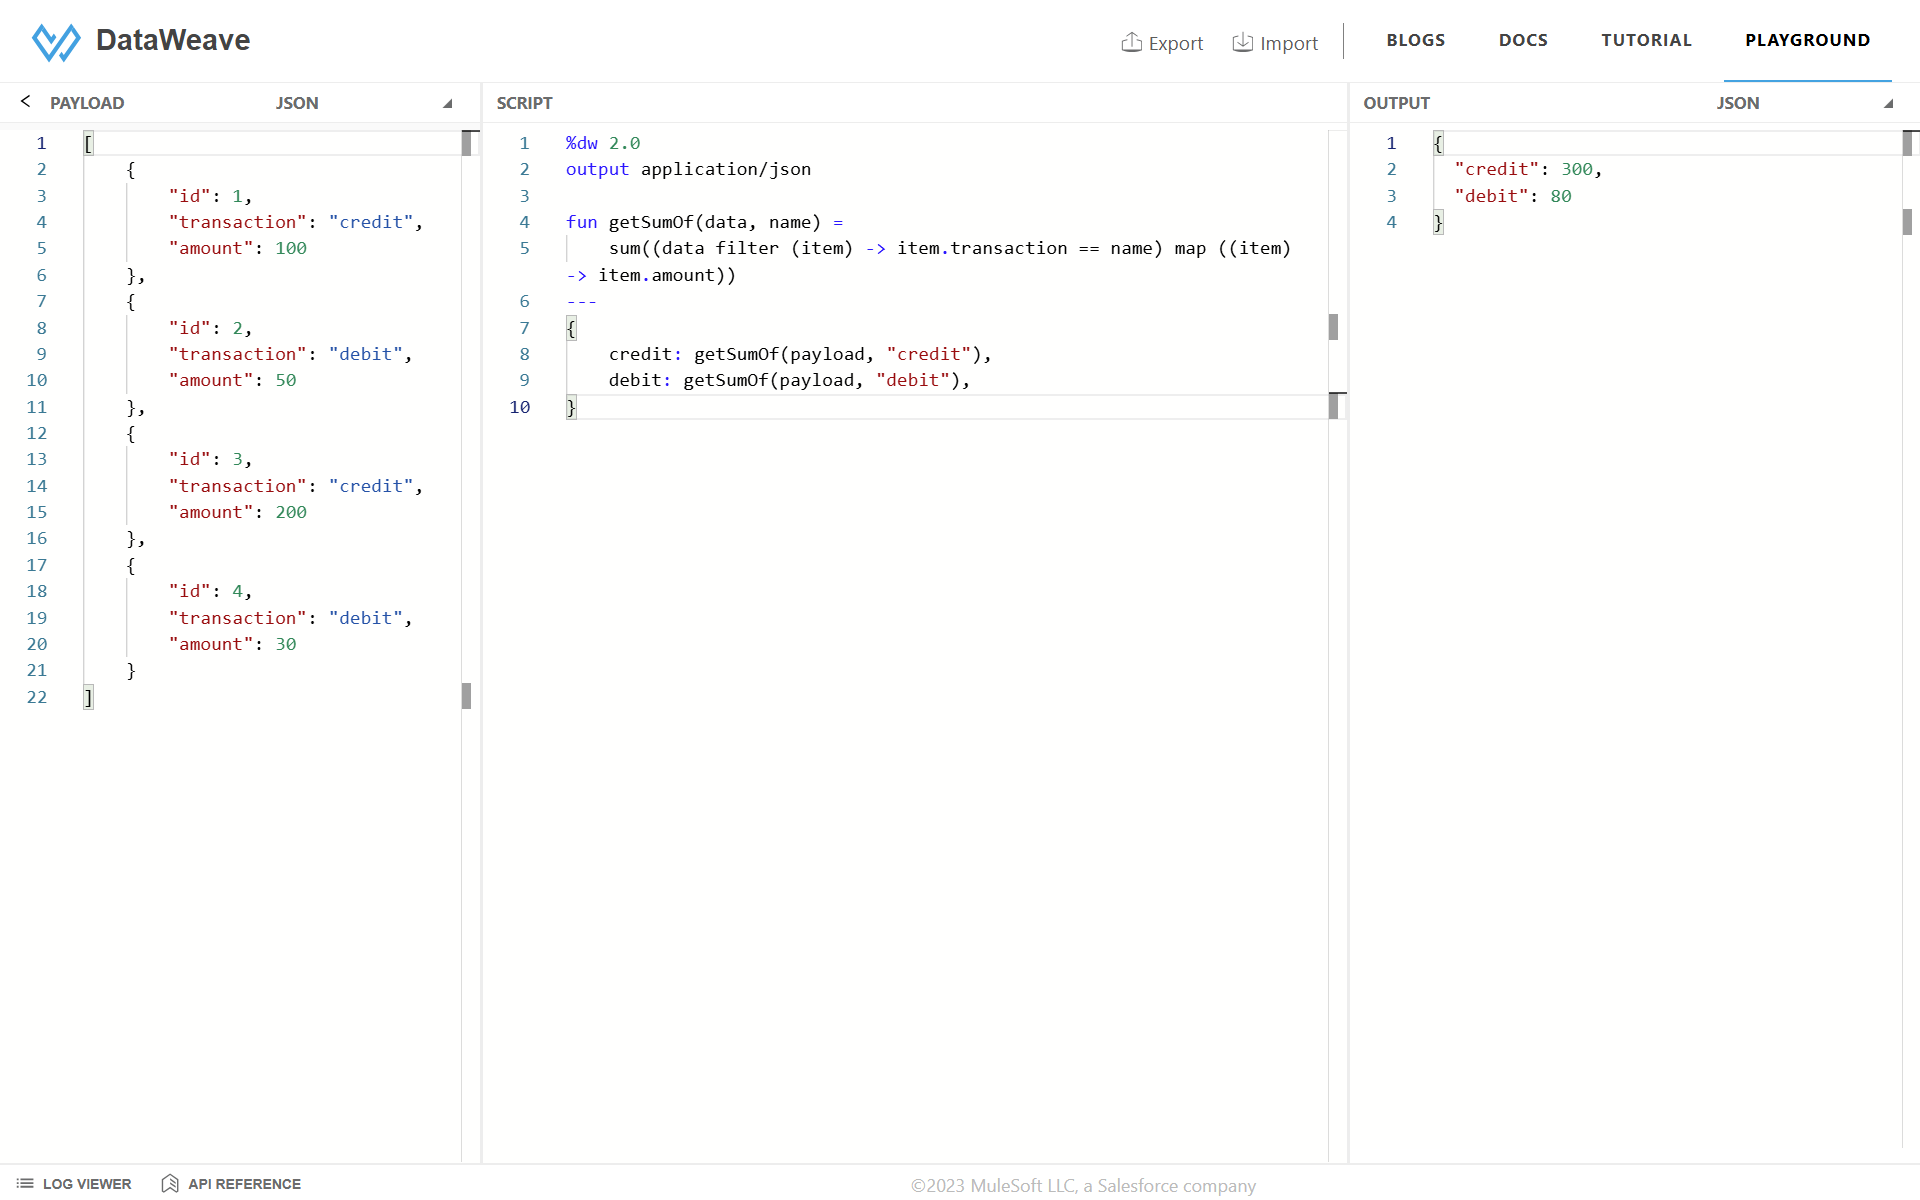 DataWeave
Export Import BLOGS DOCS TUTORIAL PLAYGROUND
< PAYLOAD JSON
1 [
2 {
3 "id": 1,
4 "transaction": "credit",
5 "amount": 100
6 },
7 {
8 "id": 2,
9 "transaction": "debit",
10 "amount": 50
11 },
12 {
13 "id": 3,
14 "transaction": "credit",
15 "amount": 200
16 },
17 {
18 "id": 4,
19 "transaction": "debit",
20 "amount": 30
21 }
22 ]
SCRIPT
1 %dw 2.0
2 output application/json
3
4 fun getSumOf(data, name) =
5 sum((data filter (item) -> item.transaction == name) map ((item)
-> item.amount))
6 ---
7 {
8 credit: getSumOf(payload, "credit"),
9 debit: getSumOf(payload, "debit"),
10 }
OUTPUT JSON
1 {
2 "credit": 300,
3 "debit": 80
4 }
LOG VIEWER API REFERENCE
©2023 MuleSoft LLC, a Salesforce company